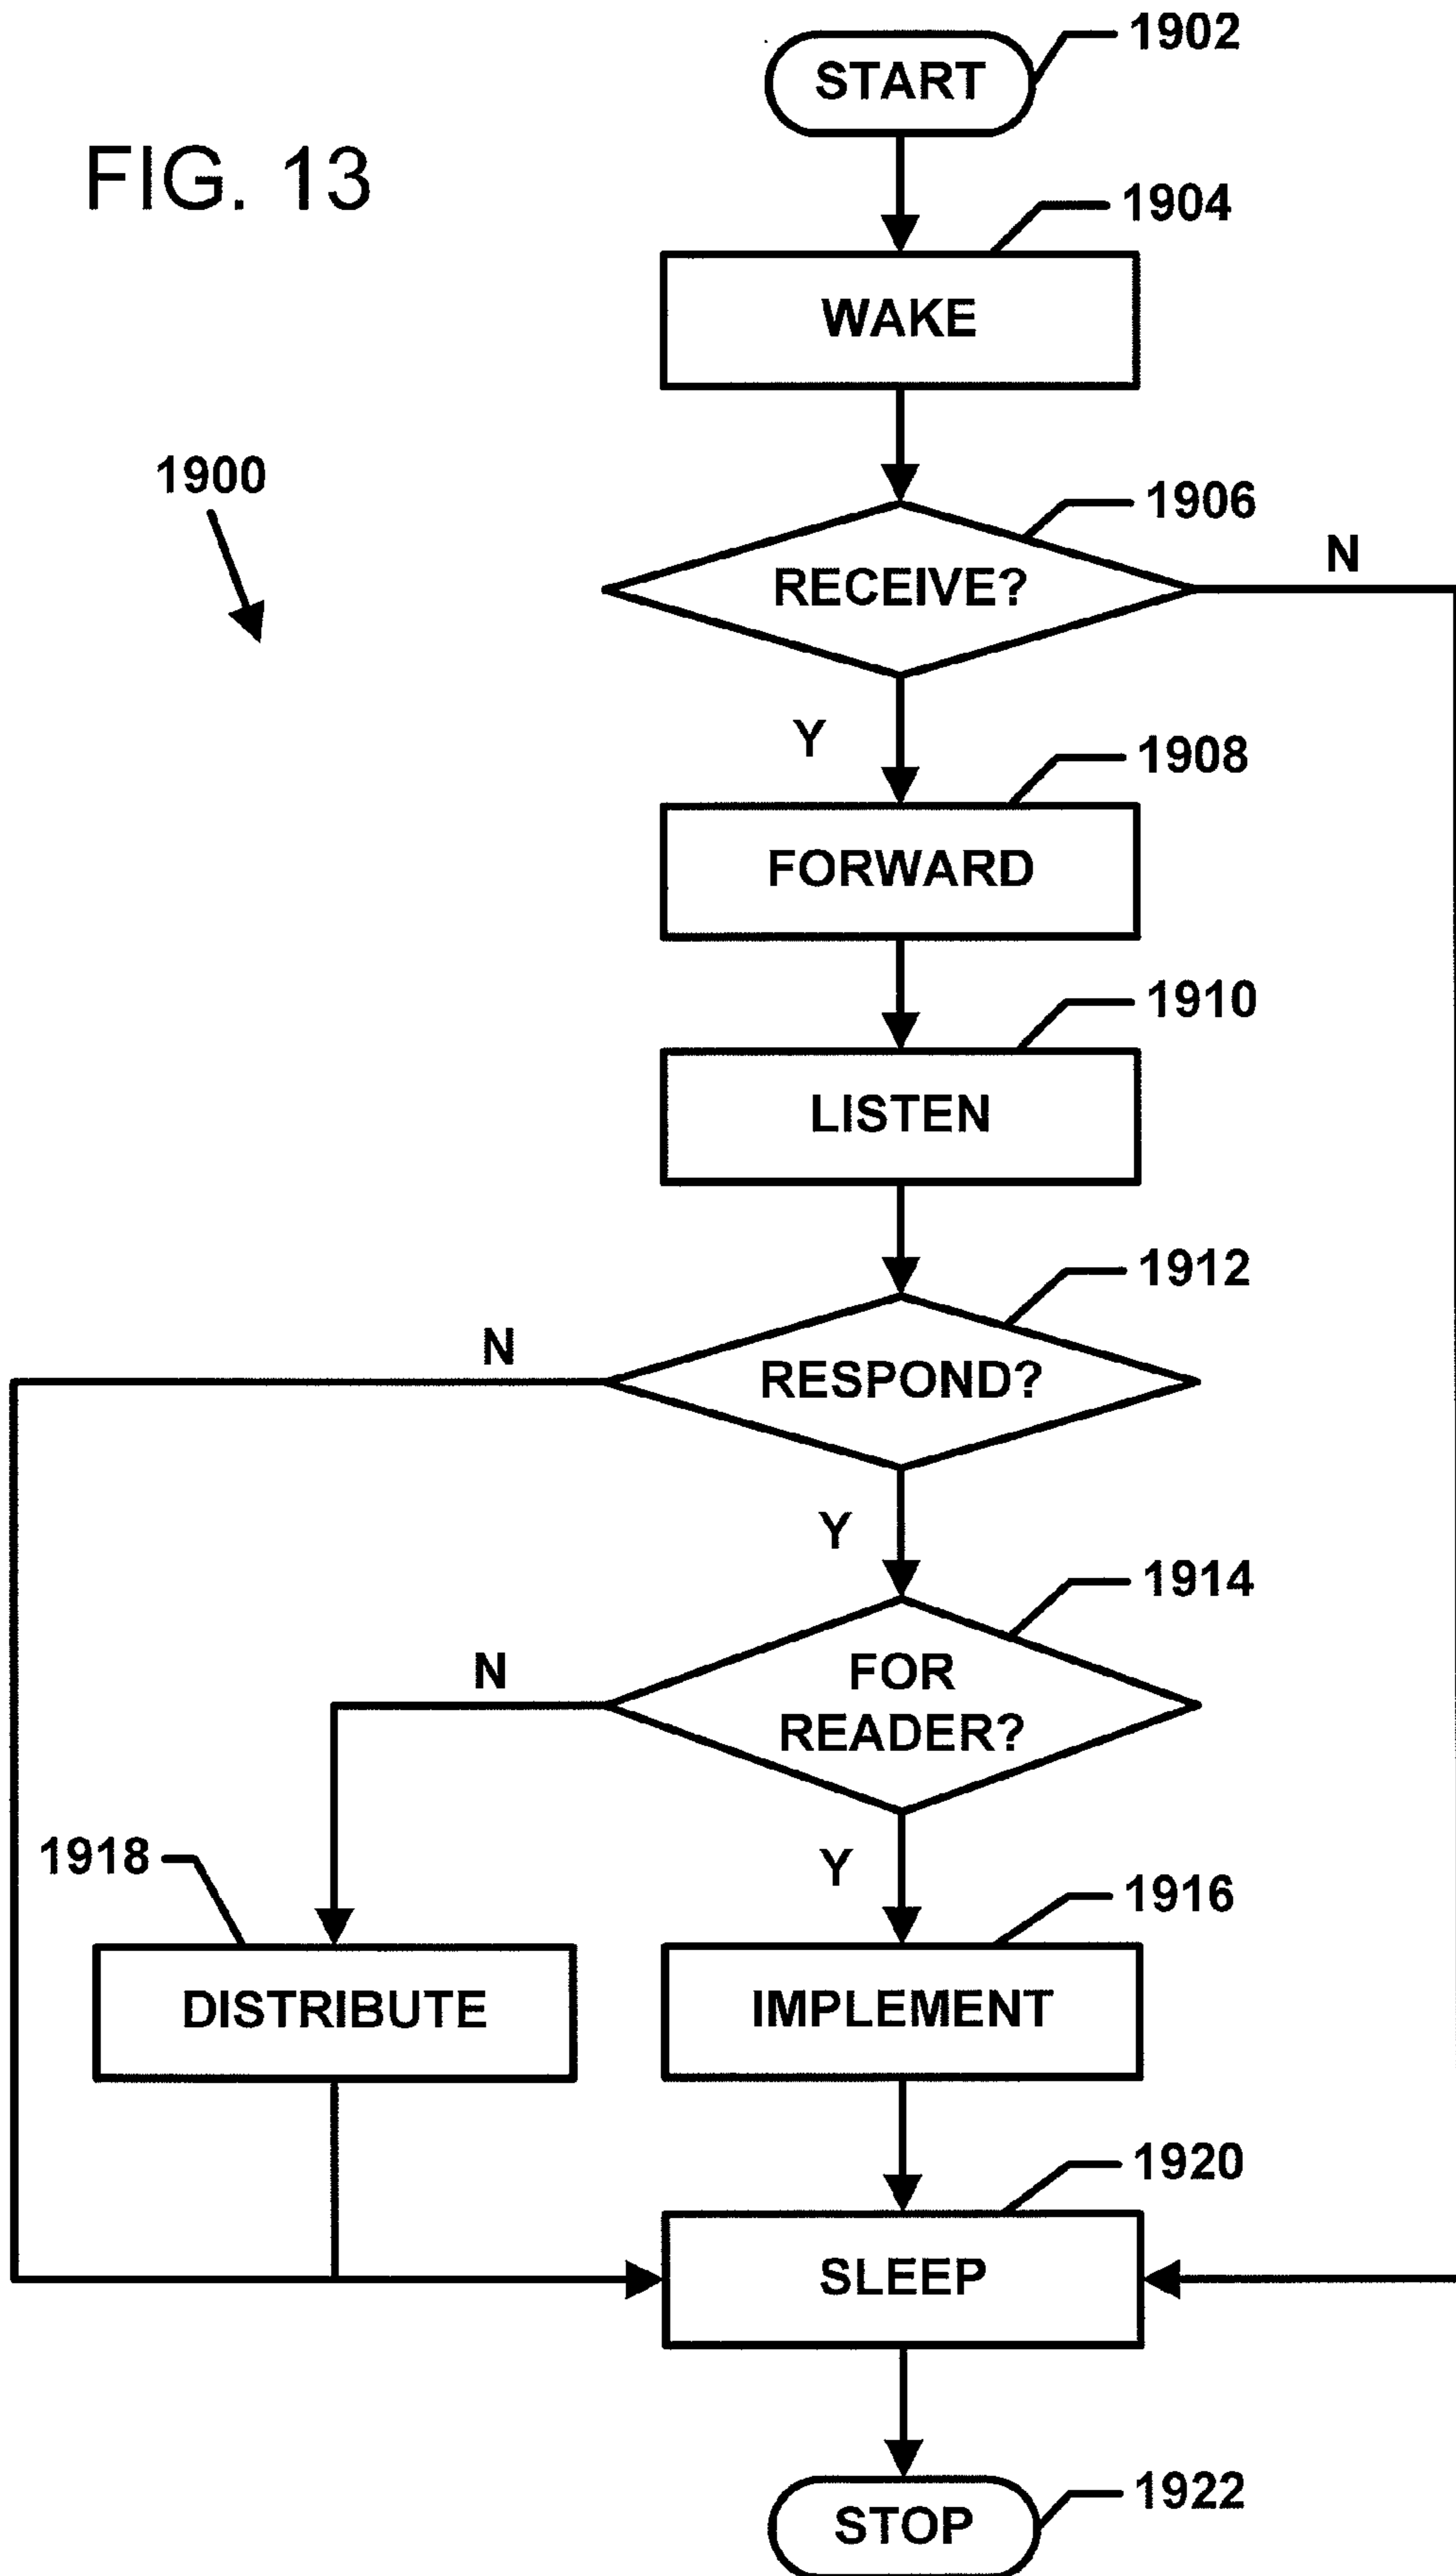 1902
START
FIG. 13
1904
WAKE
1900
1906
RECEIVE?
N
Y
1908
FORWARD
1910
LISTEN
1912
N
RESPOND?
Y
1914
N
FOR
READER?
1918
Y
1916
DISTRIBUTE
IMPLEMENT
1920
SLEEP
1922
STOP